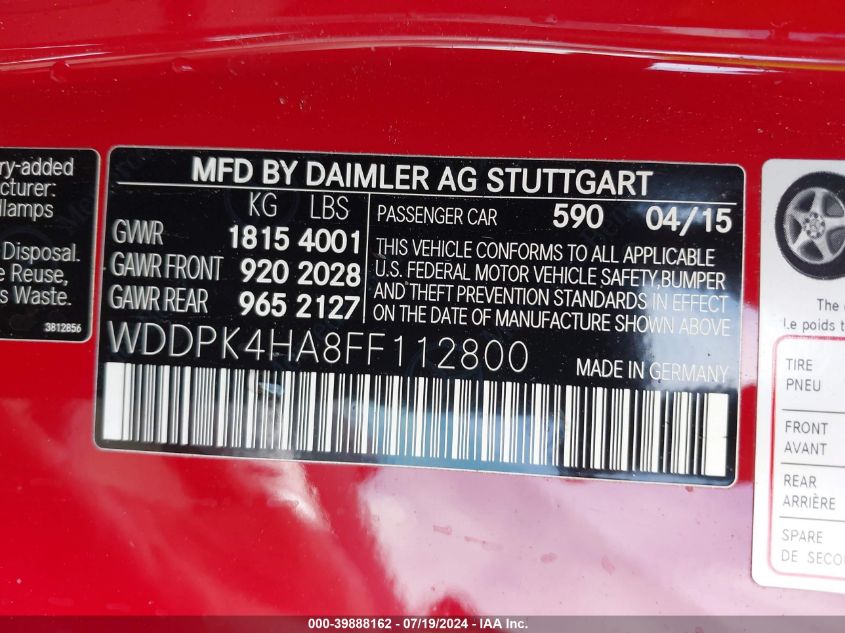 ry-added
cturer:
dlamps
Disposal.
e Reuse,
s Waste.
3812856
MFD BY DAIMLER AG STUTTGART
KG LBS
GVWR 1815 4001
GAWR FRONT 920 2028
GAWR REAR 965 2127
PASSENGER CAR 590 04/15
THIS VEHICLE CONFORMS TO ALL APPLICABLE
U.S. FEDERAL MOTOR VEHICLE SAFETY,BUMPER
AND THEFT PREVENTION STANDARDS IN EFFECT
ON THE DATE OF MANUFACTURE SHOWN ABOVE
WDDPK4HA8FF112800
MADE IN GERMANY
The c
Le poids t
TIRE
PNEU
FRONT
AVANT
REAR
ARRIÈRE
SPARE
DE SECOU
000-39888162 - 07/19/2024 - IAA Inc.